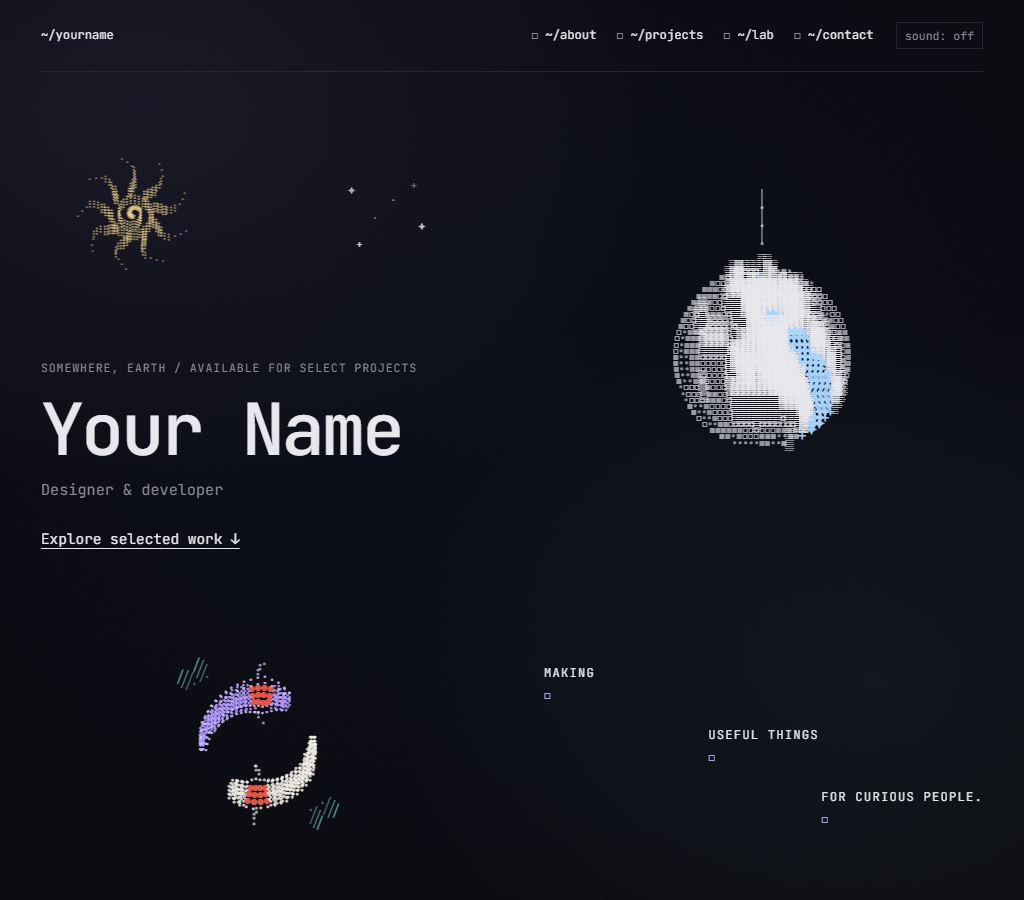 ~/yourname
~/about
~/projects
~/lab
~/contact
sound: off
SOMEWHERE, EARTH / AVAILABLE FOR SELECT PROJECTS
Your Name
Designer & developer
Explore selected work ↓
MAKING
USEFUL THINGS
FOR CURIOUS PEOPLE.